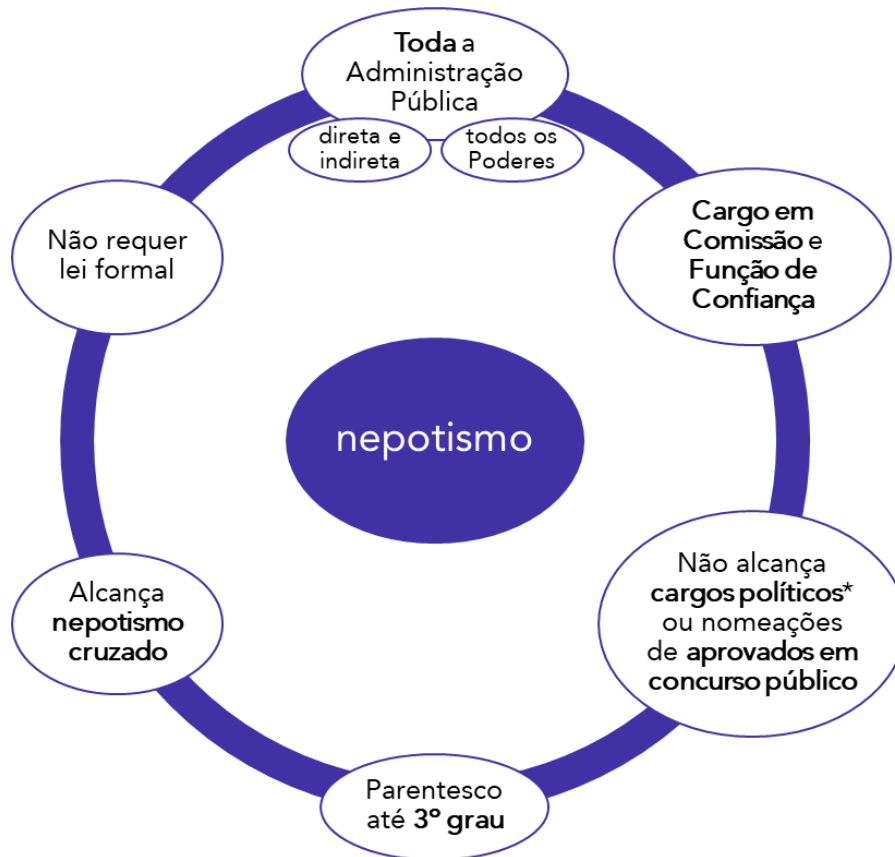 Toda a
Administração
Pública
direta e
indireta
todos os
Poderes
Cargo em
Comissão e
Função de
Confiança
Não alcança
cargos políticos*
ou nomeações
de aprovados em
concurso público
Parentesco
até 3º grau
Alcança
nepotismo
cruzado
Não requer
lei formal
nepotismo